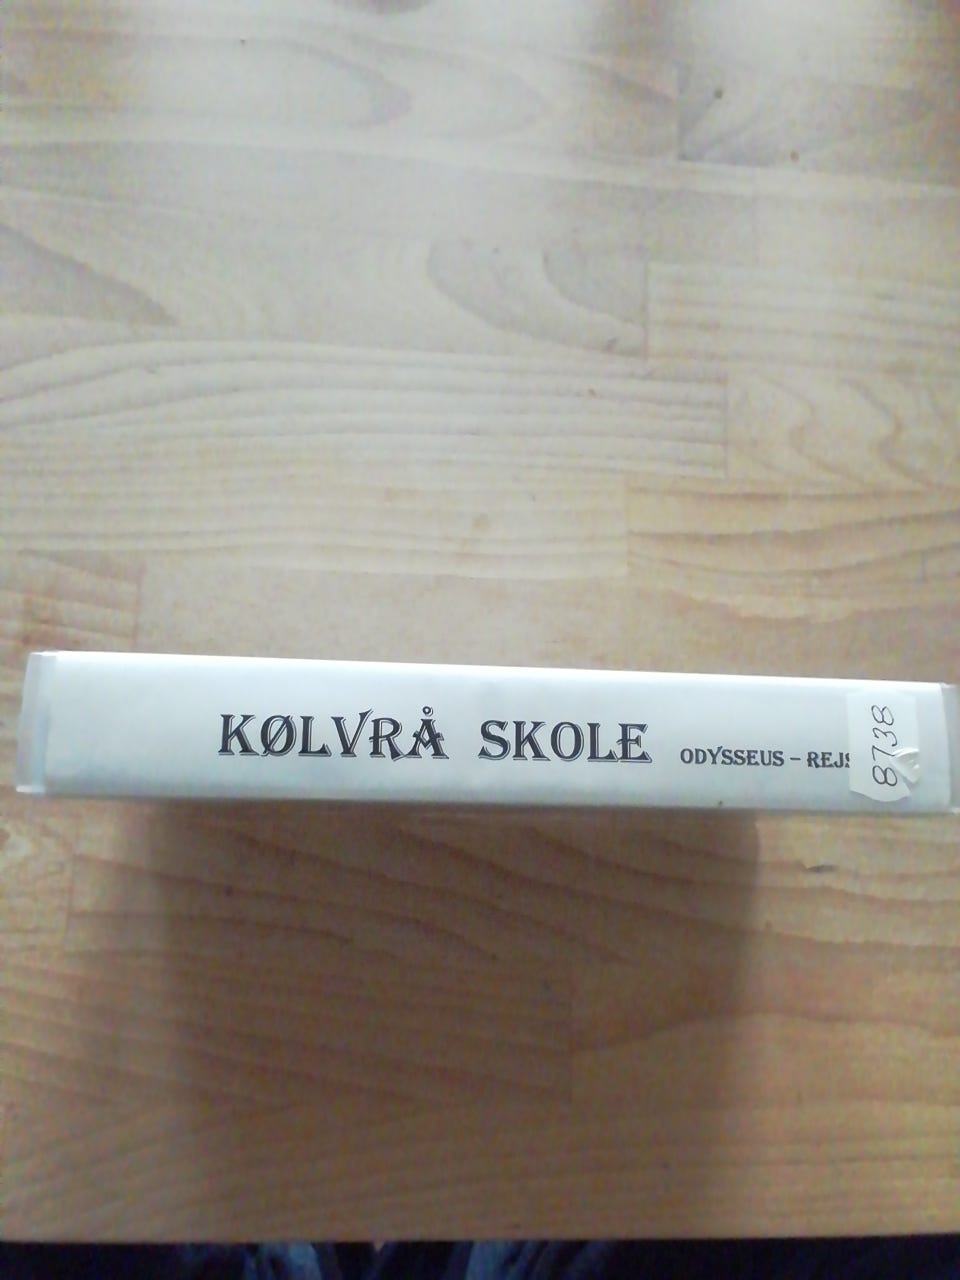 KØLVRÅ SKOLE ODYSSEUS – REJS
8738